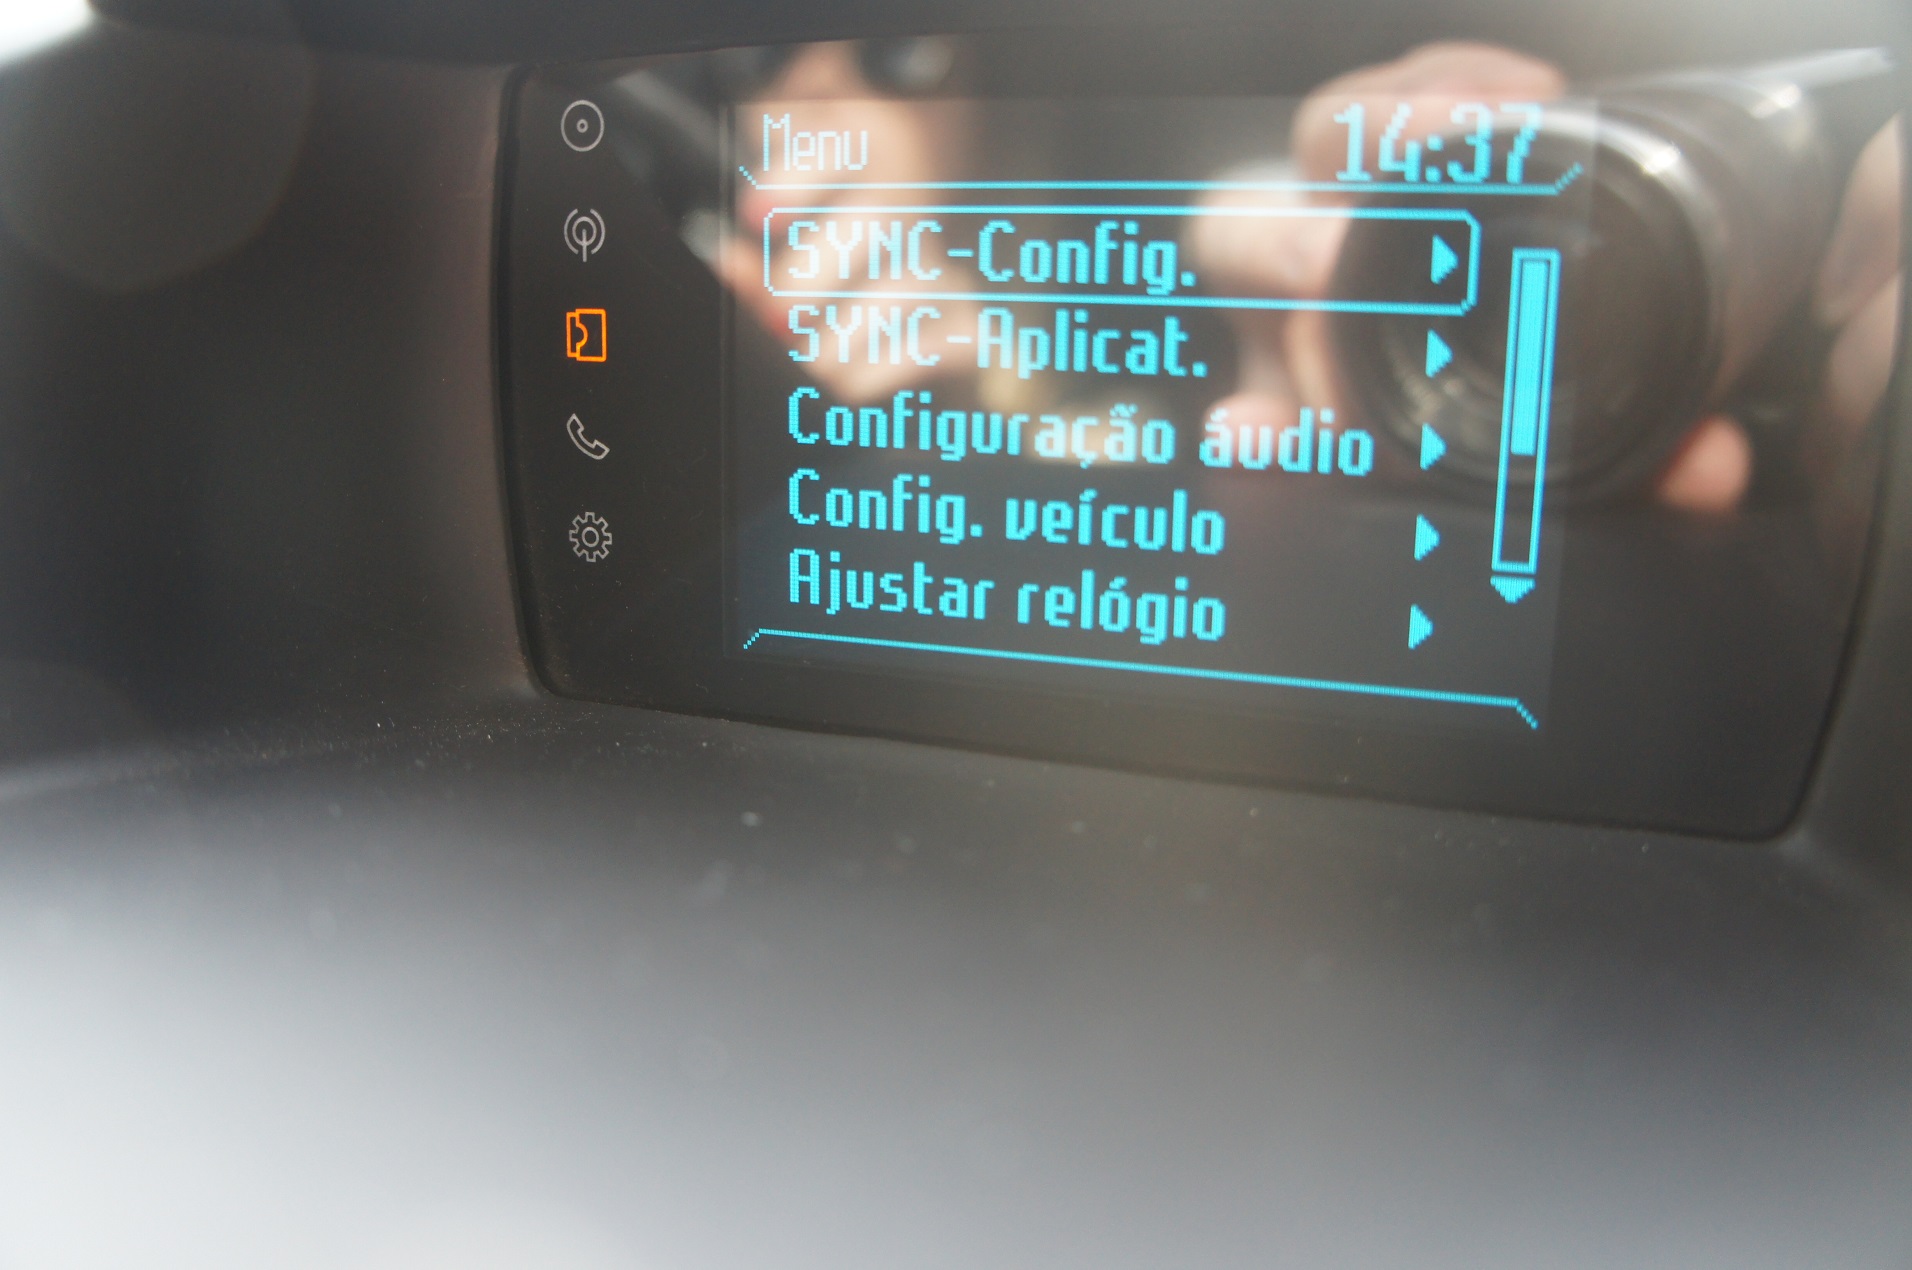 Menu 14:37
SYNC-Config.
SYNC-Aplicat.
Configuração áudio
Config. veículo
Ajustar relógio